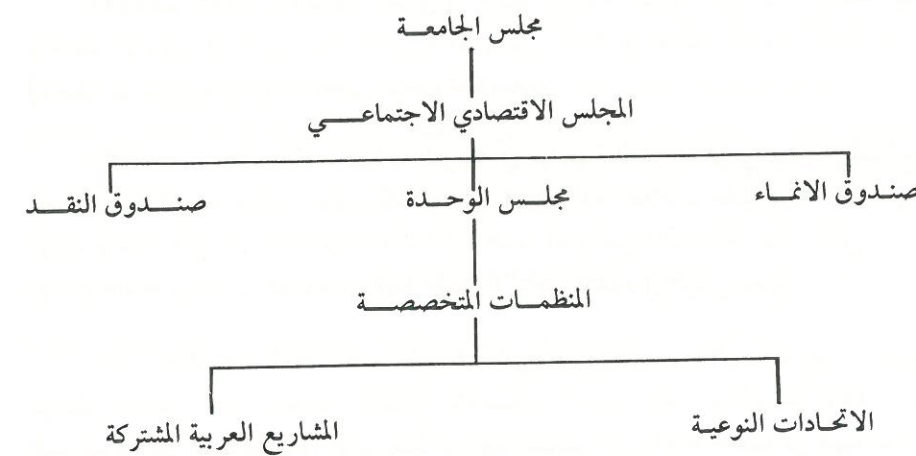 مجلس الجامعة
المجلس الاقتصادي الاجتماعي
صندوق الانماء
مجلس الوحدة
صندوق النقد
المنظمات المتخصصة
الاتحادات النوعية
المشاريع العربية المشتركة